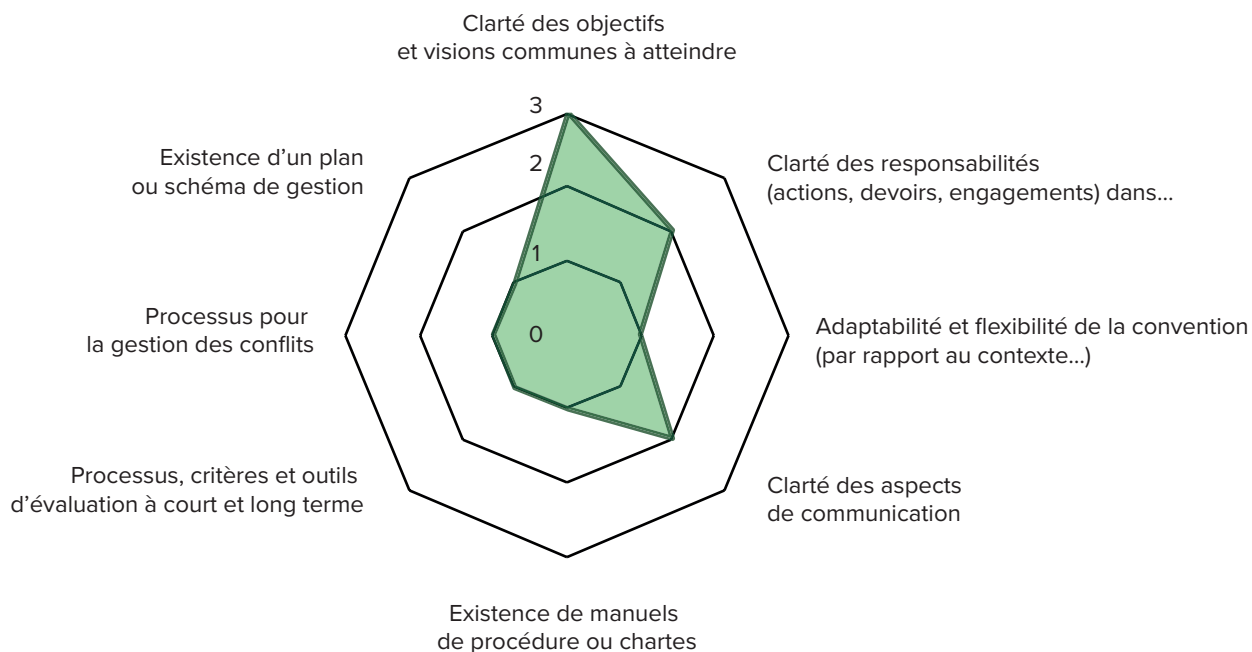 Clarté des objectifs
et visions communes à atteindre
3
2
1
0
Clarté des responsabilités
(actions, devoirs, engagements) dans...
Adaptabilité et flexibilité de la convention
(par rapport au contexte...)
Clarté des aspects
de communication
Existence de manuels
de procédure ou chartes
Processus, critères et outils
d’évaluation à court et long terme
Processus pour
la gestion des conflits
Existence d’un plan
ou schéma de gestion